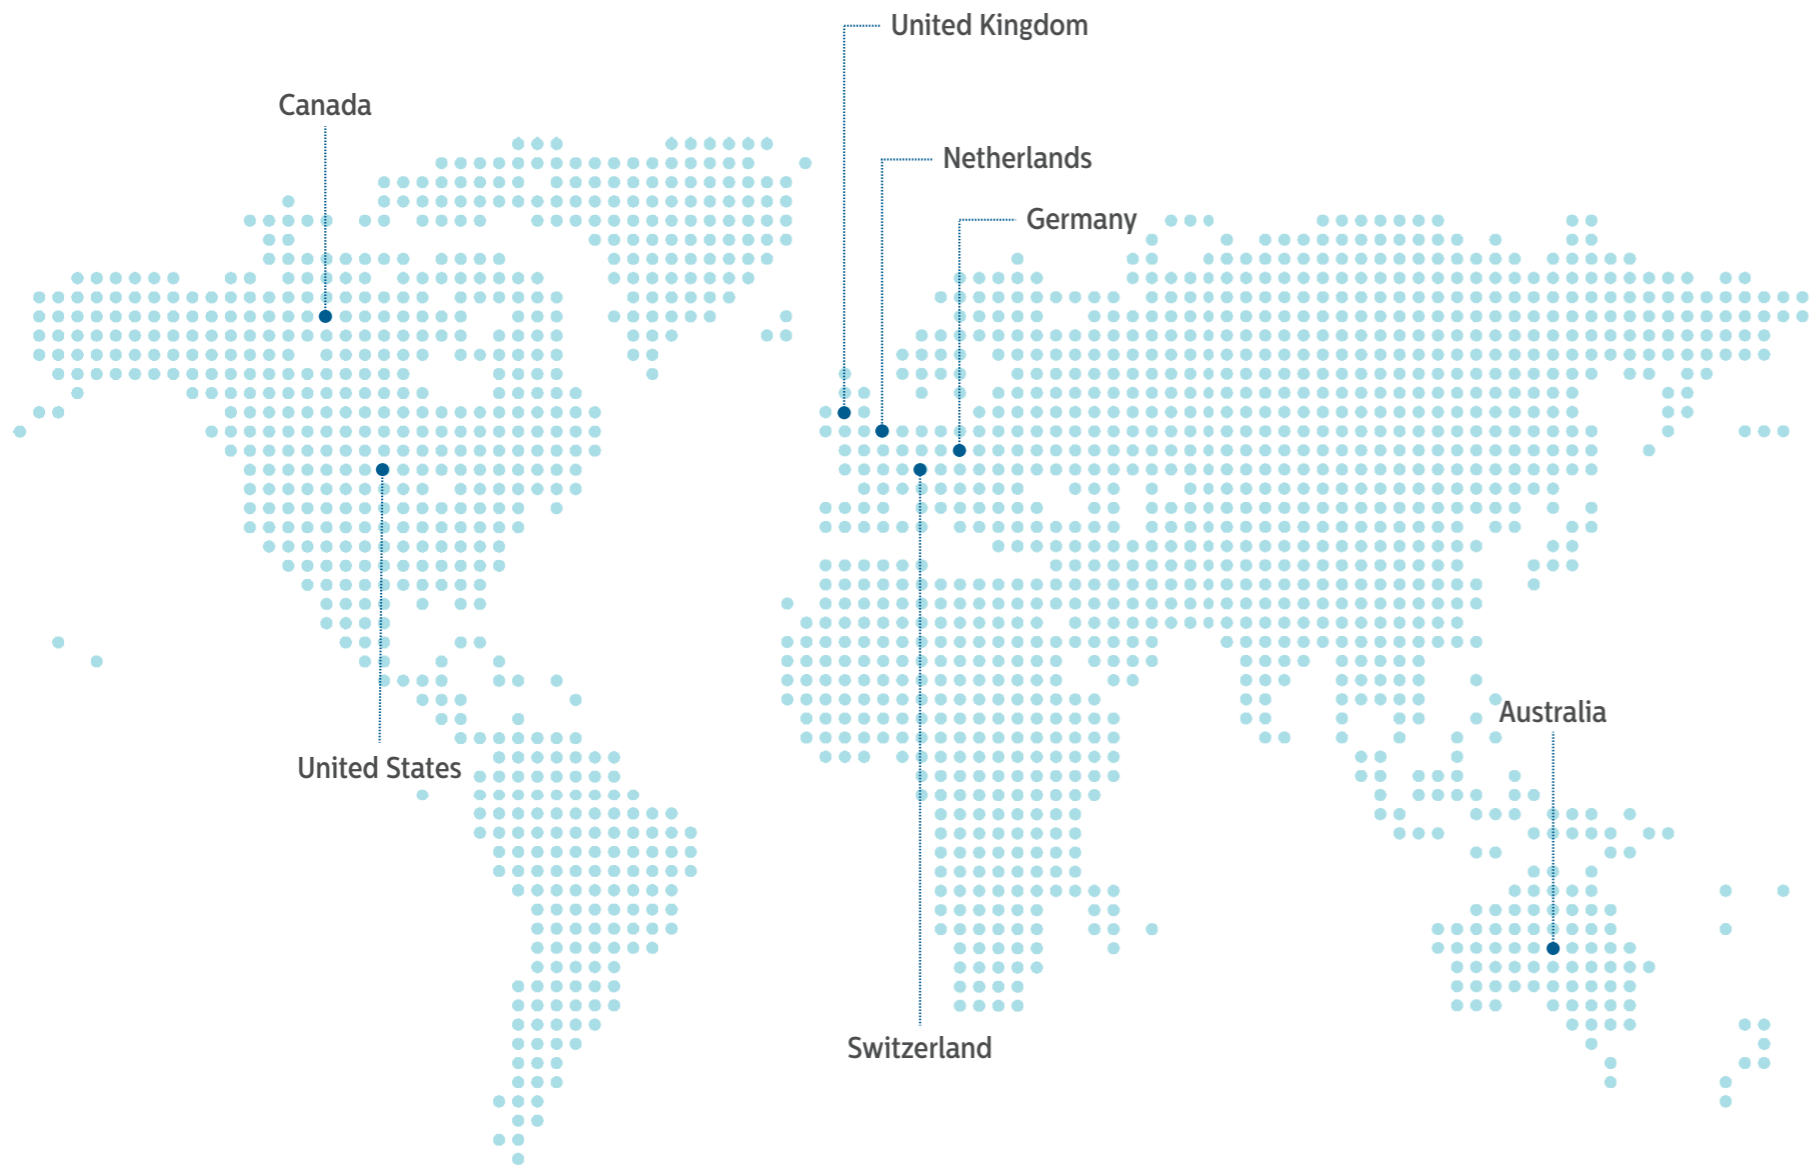 United Kingdom
Canada
Netherlands
Germany
Australia
United States
Switzerland